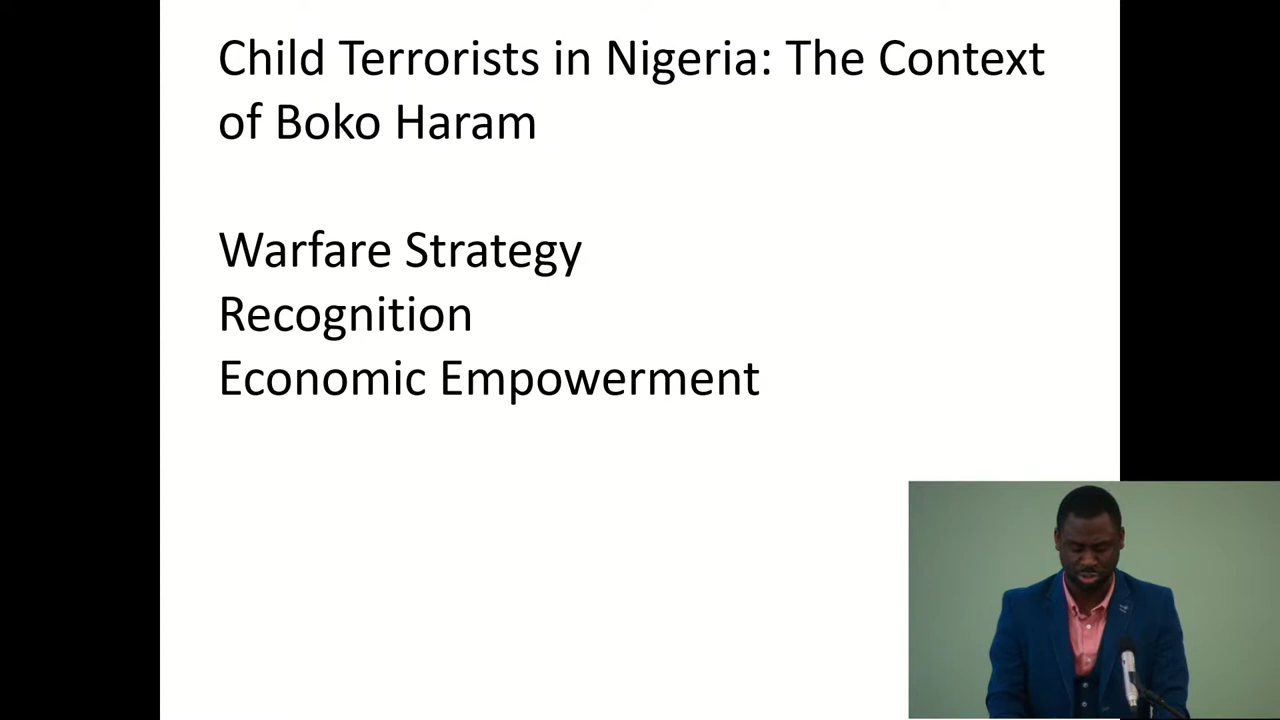 Child Terrorists in Nigeria: The Context
of Boko Haram
Warfare Strategy
Recognition
Economic Empowerment